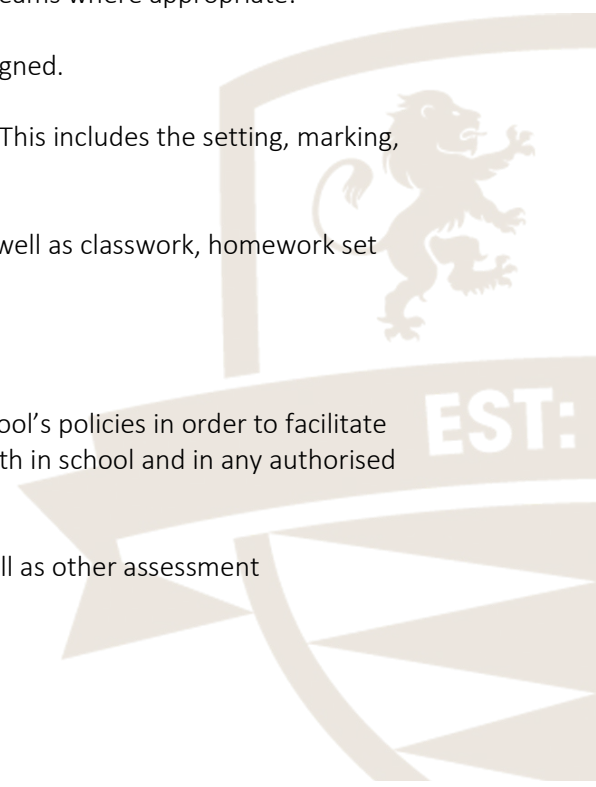 where appropriate.
gned.
This includes the setting, marking,
well as classwork, homework set
ool's policies in order to facilitate
th in school and in any authorised
EST:
ll as other assessment